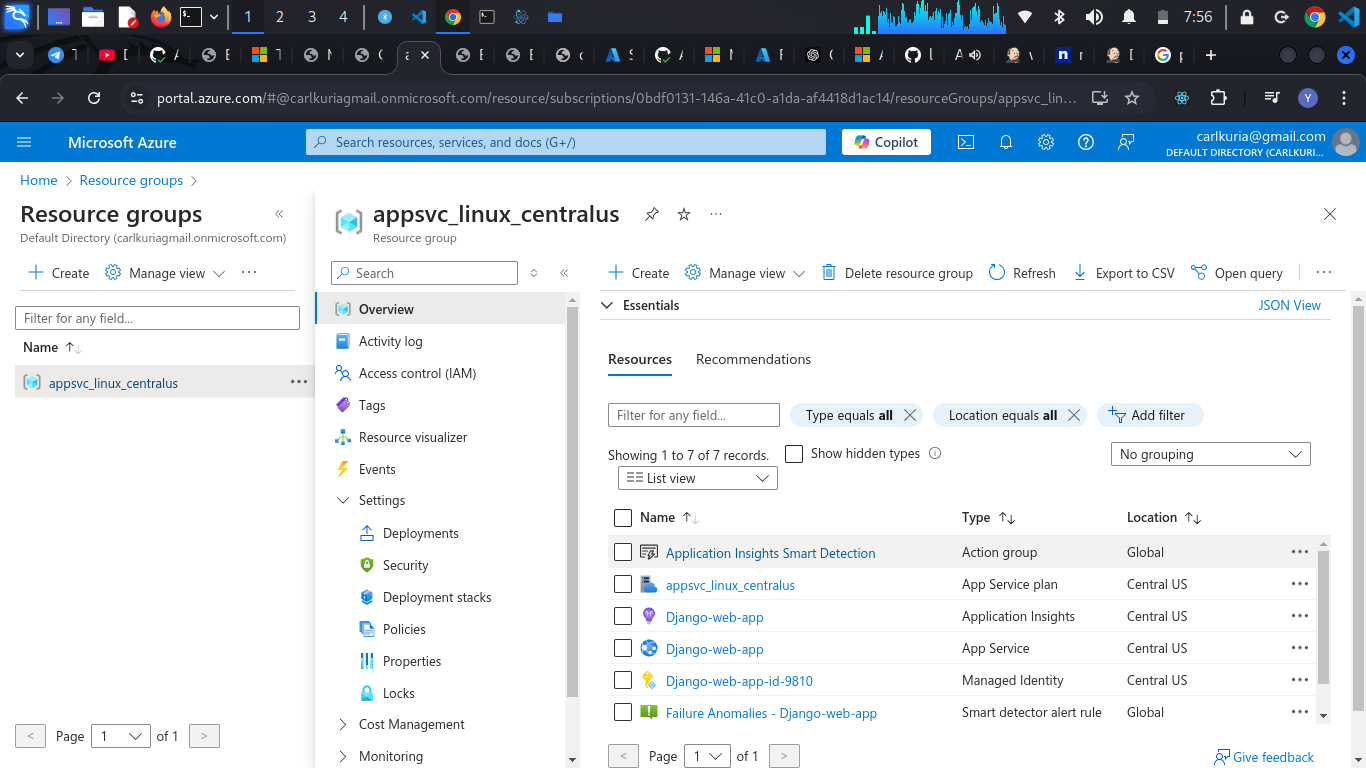 1 2 3 4 7:56
T D A E T N C a E E c S A N A F C A l A v n [ p
portal.azure.com/#@carlkuriagmail.onmicrosoft.com/resource/subscriptions/0bdf0131-146a-41c0-a1da-af4418d1ac14/resourceGroups/appsvc_lin... Y
Microsoft Azure
Search resources, services, and docs (G+/)
Copilot
carlkuria@gmail.com
DEFAULT DIRECTORY (CARLKURI...
Home > Resource groups >
Resource groups
Default Directory (carlkuriagmail.onmicrosoft.com)
Create Manage view ...
Filter for any field...
Name
appsvc_linux_centralus ...
< Page 1 of 1 >
appsvc_linux_centralus ...
Resource group
Search
Overview
Activity log
Access control (IAM)
Tags
Resource visualizer
Events
Settings
Deployments
Security
Deployment stacks
Policies
Properties
Locks
Cost Management
Monitoring
Create Manage view Delete resource group Refresh Export to CSV Open query ...
Essentials JSON View
Resources Recommendations
Filter for any field... Type equals all Location equals all Add filter
Showing 1 to 7 of 7 records. Show hidden types No grouping
List view
Name Type Location
Application Insights Smart Detection Action group Global ...
appsvc_linux_centralus App Service plan Central US ...
Django-web-app Application Insights Central US ...
Django-web-app App Service Central US ...
Django-web-app-id-9810 Managed Identity Central US ...
Failure Anomalies - Django-web-app Smart detector alert rule Global ...
< Page 1 of 1 >
Give feedback